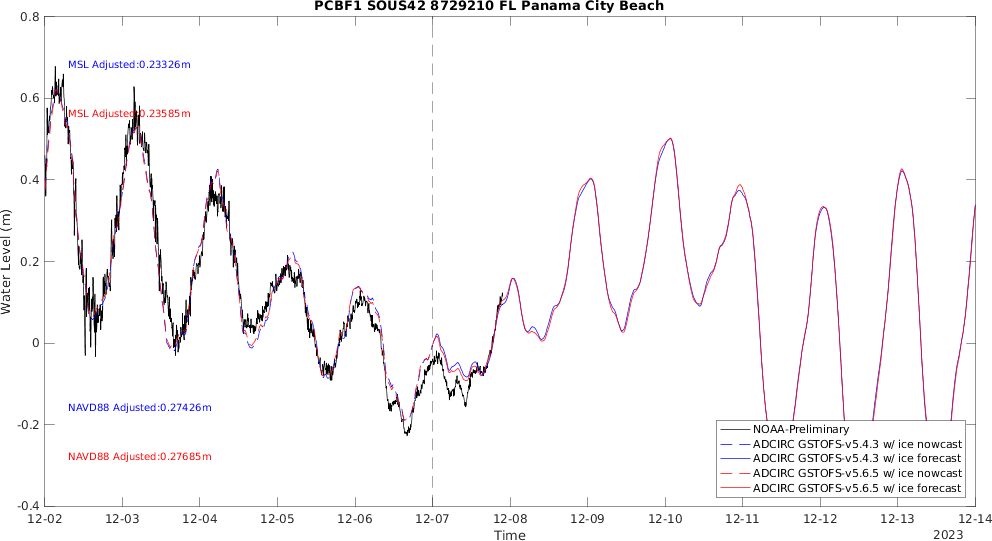 PCBF1 SOUS42 8729210 FL Panama City Beach
0.8
0.6
0.4
0.2
0
-0.2
-0.4
Water Level (m)
MSL Adjusted:0.23326m
MSL Adjusted:0.23585m
NAVD88 Adjusted:0.27426m
NAVD88 Adjusted:0.27685m
NOAA-Preliminary
ADCIRC GSTOFS-v5.4.3 w/ ice nowcast
ADCIRC GSTOFS-v5.4.3 w/ ice forecast
ADCIRC GSTOFS-v5.6.5 w/ ice nowcast
ADCIRC GSTOFS-v5.6.5 w/ ice forecast
12-02 12-03 12-04 12-05 12-06 12-07 12-08 12-09 12-10 12-11 12-12 12-13 12-14
Time
2023